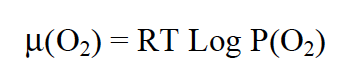 μ(O₂) = RT Log P(O₂)